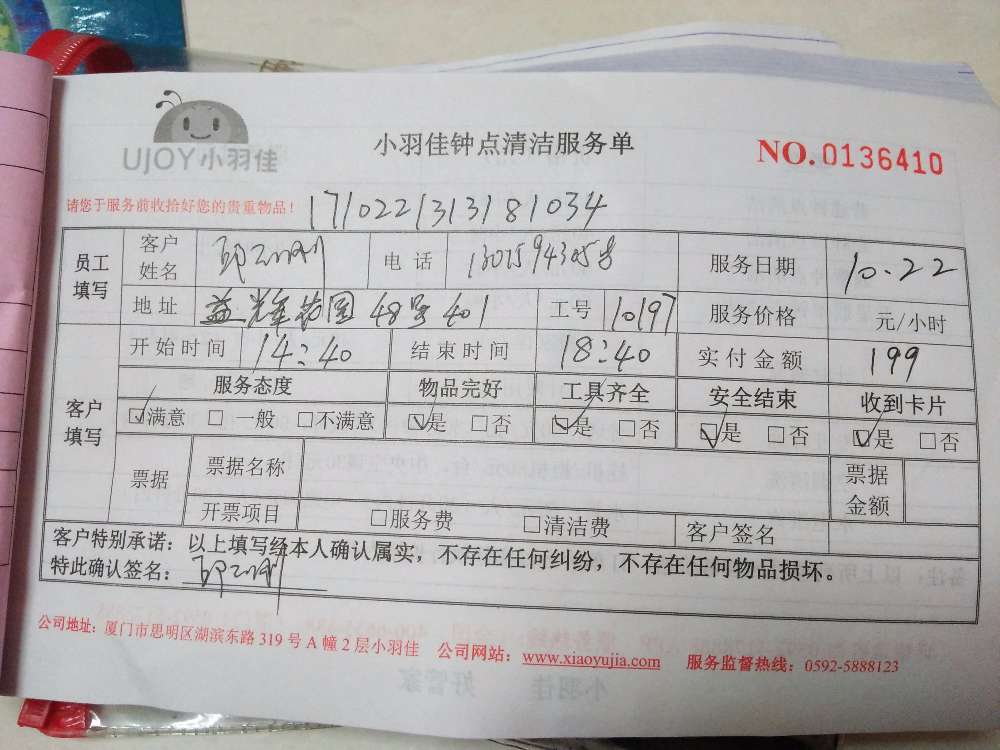 UJOY小羽佳
小羽佳钟点清洁服务单
NO.0136410
请您于服务前收拾好您的贵重物品！ 171022131381034
员工填写 客户姓名 电话 13075943058 服务日期 10.22
地址 48号401 工号 10197 服务价格 元/小时
客户填写 开始时间 14:40 结束时间 18:40 实付金额 199
服务态度 物品完好 工具齐全 安全结束 收到卡片
☑满意 □一般 □不满意 ☑是 □否 ☑是 □否 ☑是 □否 ☑是 □否
票据 票据名称 票据金额
开票项目 □服务费 □清洁费 客户签名
客户特别承诺：以上填写经本人确认属实，不存在任何纠纷，不存在任何物品损坏。
特此确认签名：
公司地址：厦门市思明区湖滨东路319号A幢2层小羽佳 公司网站：www.xiaoyujia.com 服务监督热线：0592-5888123